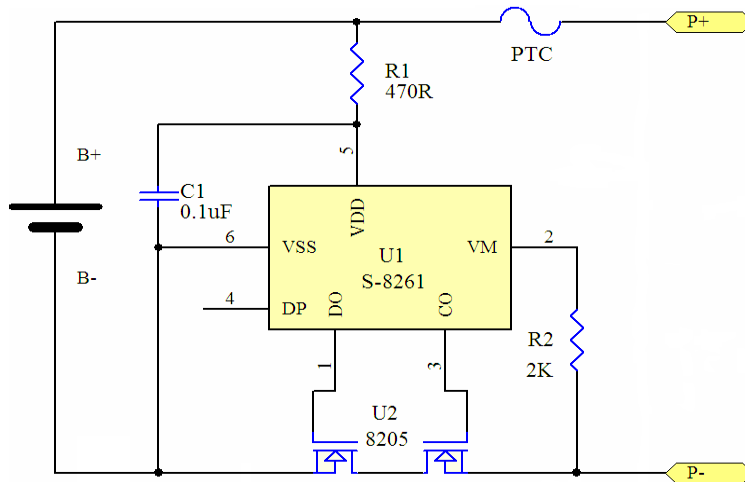 P+
PTC
R1
470R
B+
5
C1
0.1uF
VDD
6
VSS
U1
VM
2
S-8261
B-
4
DP
DO
CO
R2
2K
1
3
U2
8205
P-